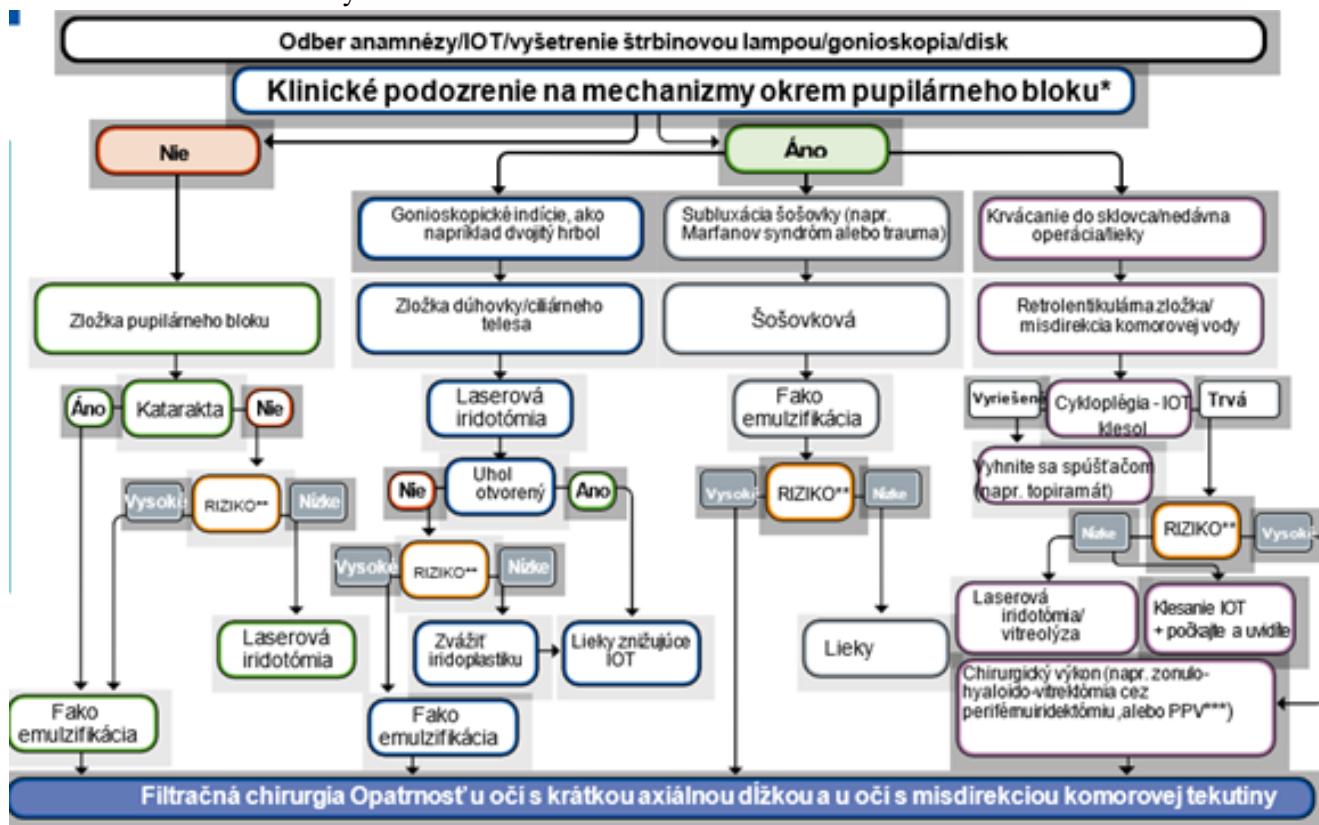 Odber anamnézy/IOT/vyšetrenie štrbinovou lampou/gonioskopia/disk
Klinické podozrenie na mechanizmy okrem pupilárneho bloku*
Nie
Áno
Gonioskopické indície, ako
napríklad dvojitý hrbol
Subluxácia šošovky (napr.
Marfanov syndróm alebo trauma)
Krvácanie do sklovca/nedávna
operácia/lieky
Zložka pupilárneho bloku
Zložka dúhovky/ciliárneho
telesa
Šošovková
Retrolentikulárna zložka/
misdirekcia komorovej vody
Áno
Katarakta
Nie
Laserová
iridotómia
Fako
emulzifikácia
Vyriešené
Cykloplégia - IOT
klesol
Trvá
Vysoké
RIZIKO**
Nízke
Nie
Uhol
otvorený
Ano
Vysoké
RIZIKO**
Nízke
Vyhnite sa spúšťačom
(napr. topiramát)
Nízke
RIZIKO**
Vysoké
Vysoké
RIZIKO**
Nízke
Laserová
iridotómia
Zvážiť
iridoplastiku
Lieky znižujúce
IOT
Lieky
Laserová
iridotómia/
vitreolýza
Klesanie IOT
+ počkajte a uvidíte
Fako
emulzifikácia
Fako
emulzifikácia
Chirurgický výkon (napr. zonulo-
hyaloido-vitrektómia cez
alebo PPV***)
Filtračná chirurgia Opatrnosť u očí s krátkou axiálnou dĺžkou a u očí s misdirekciou komorovej tekutiny